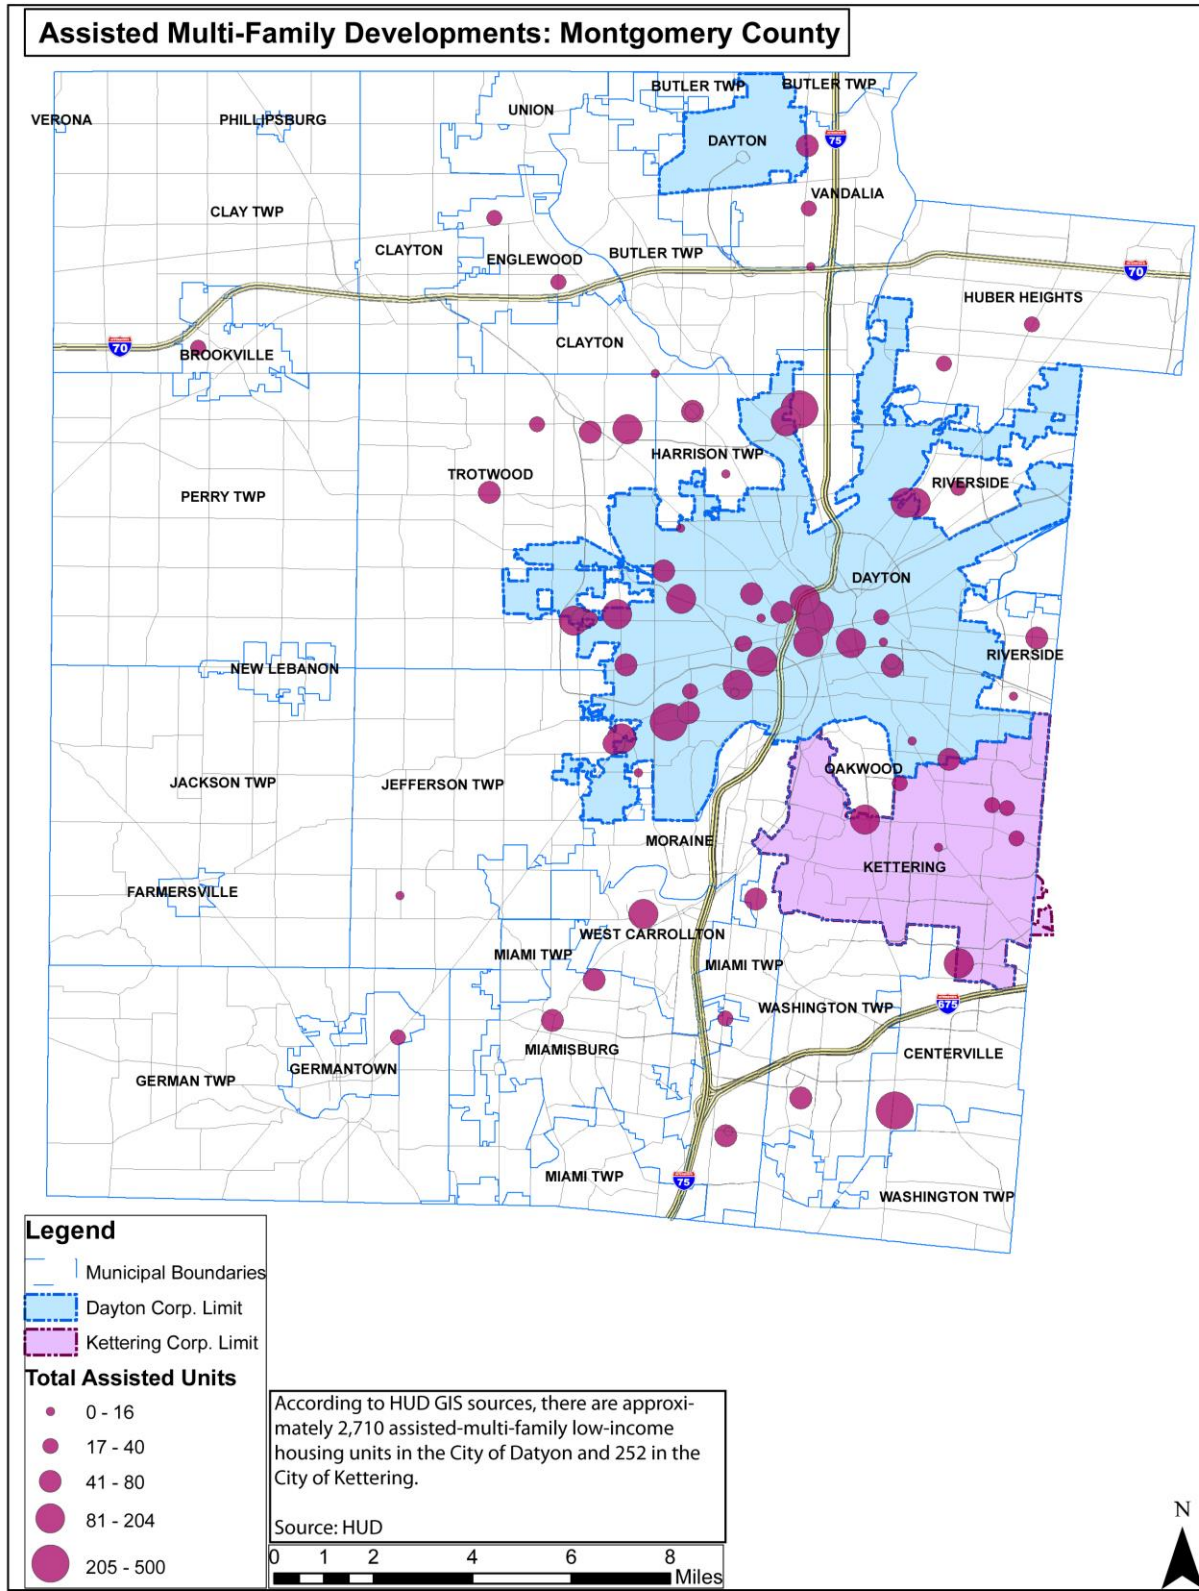 Assisted Multi-Family Developments: Montgomery County
BUTLER TWP
BUTLER TWP
VERONA
PHILLIPSBURG
UNION
DAYTON
75
VANDALIA
CLAY TWP
CLAYTON
ENGLEWOOD
BUTLER TWP
70
HUBER HEIGHTS
70
BROOKVILLE
CLAYTON
HARRISON TWP
TROTWOOD
RIVERSIDE
PERRY TWP
DAYTON
NEW LEBANON
RIVERSIDE
OAKWOOD
JACKSON TWP
JEFFERSON TWP
MORAINE
KETTERING
FARMERSVILLE
WEST CARROLLTON
MIAMI TWP
MIAMI TWP
WASHINGTON TWP
675
MIAMISBURG
CENTERVILLE
GERMANTOWN
GERMAN TWP
MIAMI TWP
75
WASHINGTON TWP
Legend
Municipal Boundaries
Dayton Corp. Limit
Kettering Corp. Limit
Total Assisted Units
0 - 16
17 - 40
41 - 80
81 - 204
205 - 500
According to HUD GIS sources, there are approxi-
mately 2,710 assisted-multi-family low-income
housing units in the City of Datyon and 252 in the
City of Kettering.
Source: HUD
0 1 2 4 6 8
Miles
N